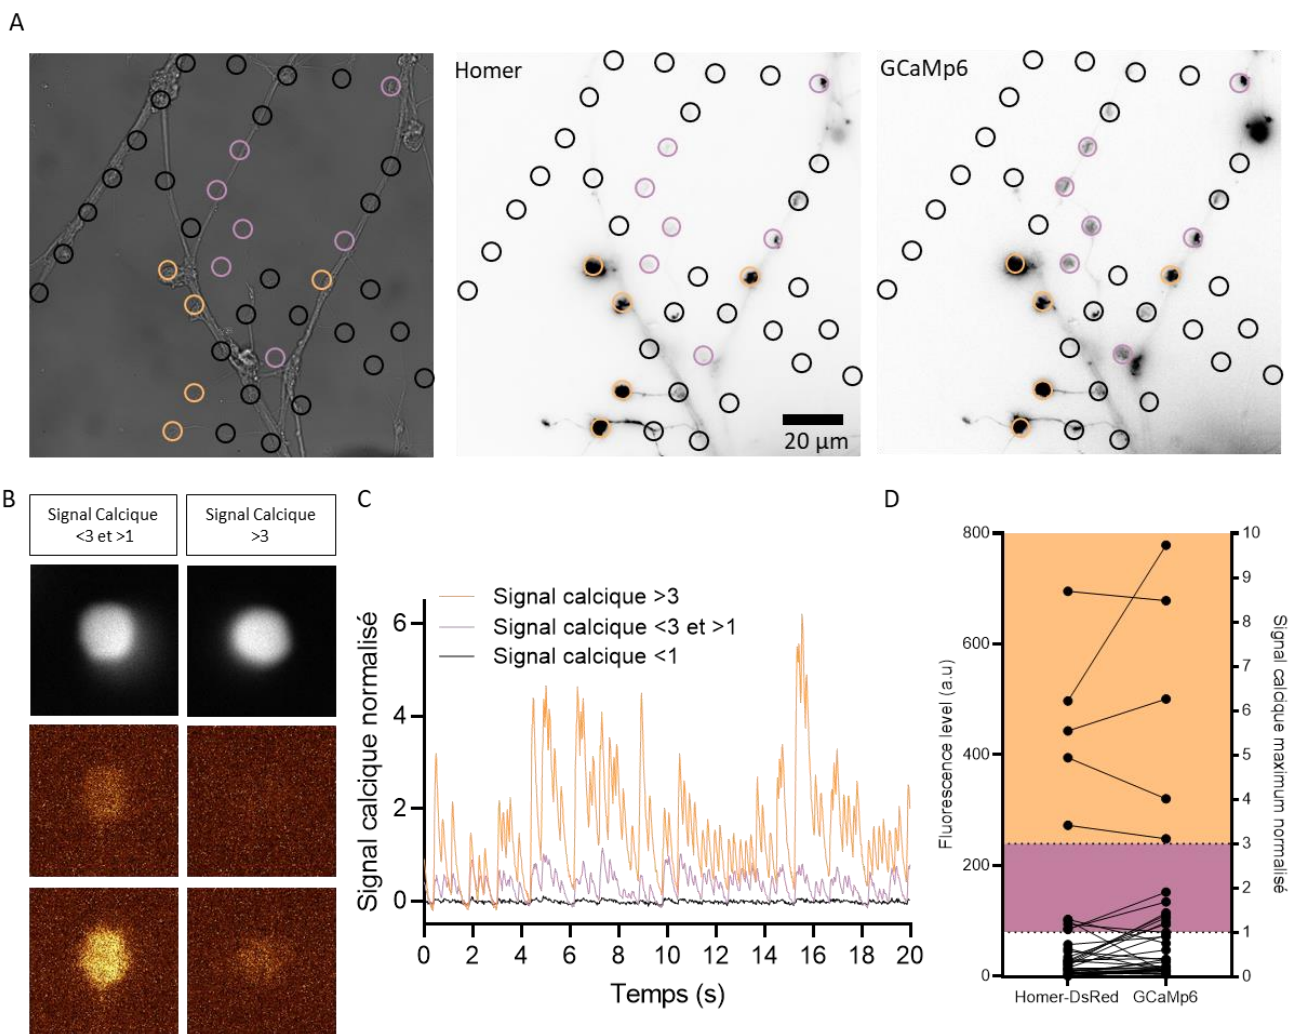 A
Homer
GCaMp6
20 µm
B
Signal Calcique
<3 et >1
Signal Calcique
>3
C
Signal calcique normalisé
6
4
2
0
Signal calcique >3
Signal calcique <3 et >1
Signal calcique <1
0
2
4
6
8
10
12
14
16
18
20
Temps (s)
D
Fluorescence level (a.u)
800
600
400
200
0
10
9
8
7
6
5
4
3
2
1
0
Signal calcique maximum normalisé
Homer-DsRed
GCaMp6